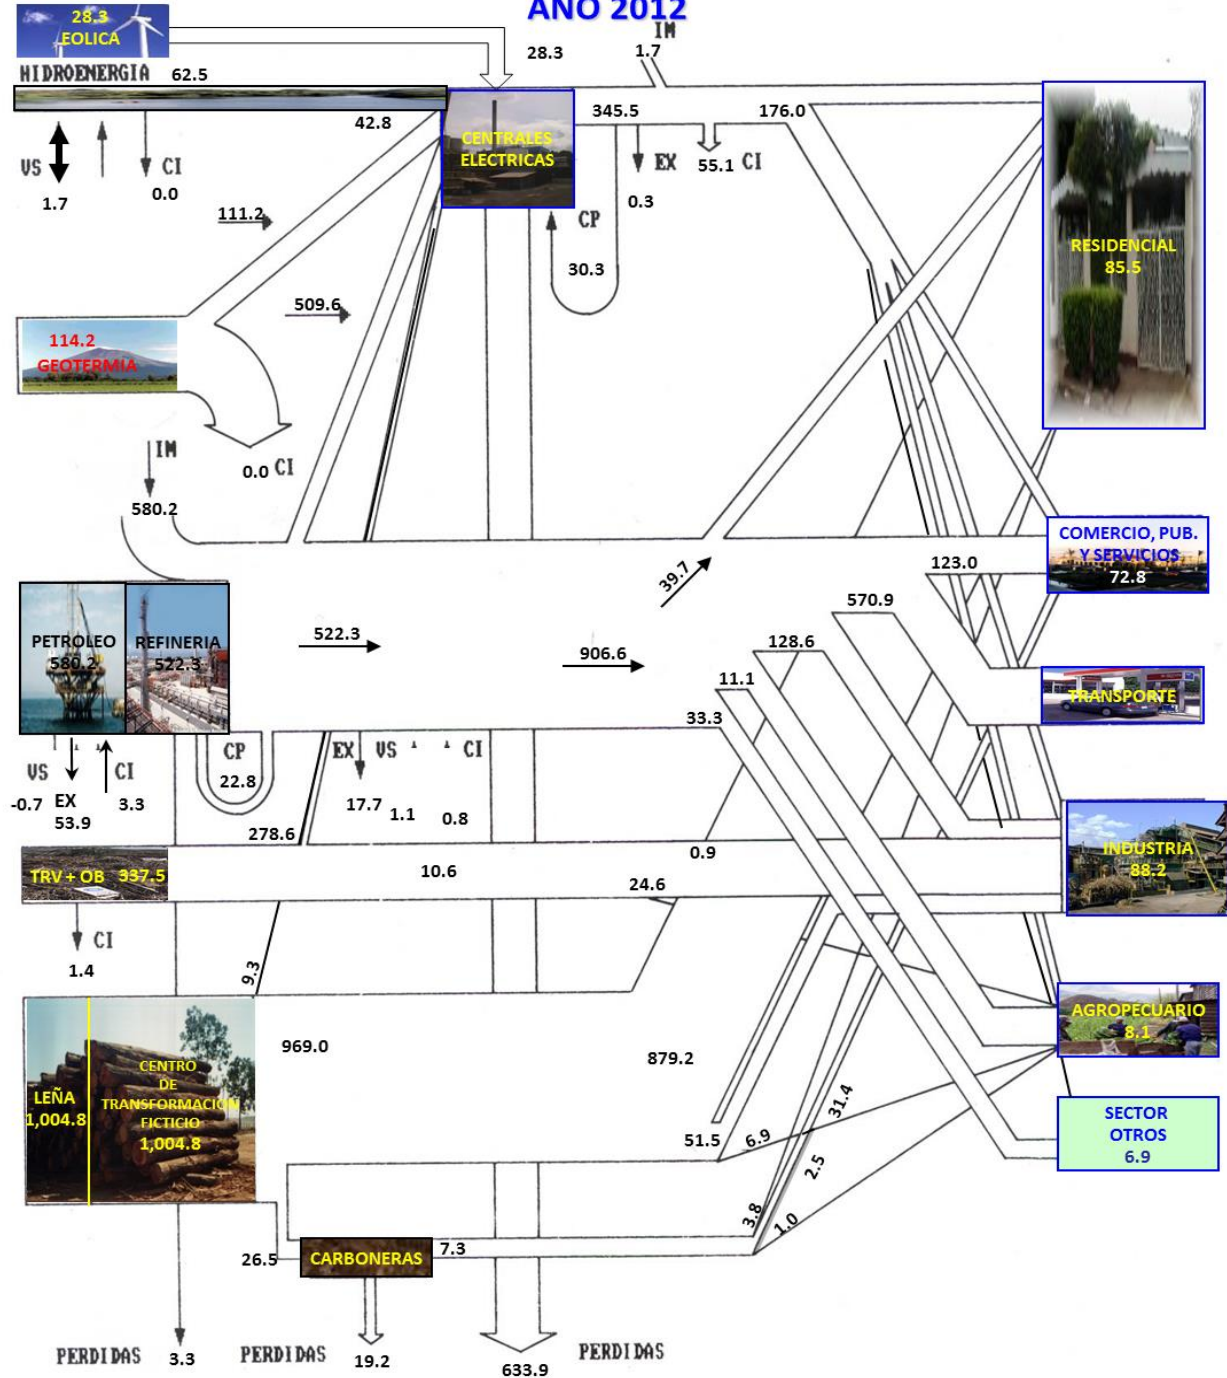 AÑO 2012
28.3
EOLICA
28.3
IM
1.7
HIDROENERGIA 62.5
42.8
CENTRALES
ELECTRICAS
345.5
176.0
VS
CI
1.7
0.0
EX
55.1 CI
0.3
CP
30.3
111.2
509.6
RESIDENCIAL
85.5
114.2
GEOTERMIA
IM
0.0 CI
580.2
COMERCIO, PUB.
Y SERVICIOS
72.8
123.0
39.7
570.9
PETROLEO
580.2
REFINERIA
522.3
522.3
906.6
128.6
11.1
33.3
TRANSPORTE
VS
CI
-0.7
EX
3.3
53.9
CP
22.8
EX
VS
CI
17.7
1.1
0.8
278.6
INDUSTRIA
88.2
TRV + OB 337.5
10.6
0.9
24.6
CI
1.4
9.3
969.0
879.2
AGROPECUARIO
8.1
LEÑA
1,004.8
CENTRO
DE
TRANSFORMACION
FICTICIO
1,004.8
51.5
6.9
31.4
2.5
3.8
1.0
SECTOR
OTROS
6.9
26.5
CARBONERAS
7.3
PERDIDAS 3.3
PERDIDAS 19.2
633.9
PERDIDAS